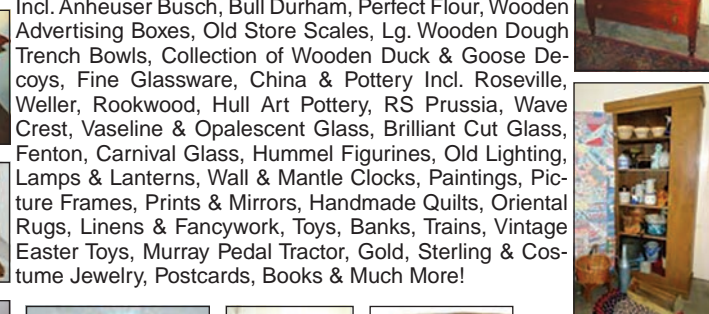 Incl. Anheuser Busch, Bull Durham, Perfect Flour, Wooden
Advertising Boxes, Old Store Scales, Lg. Wooden Dough
Trench Bowls, Collection of Wooden Duck & Goose De-
coys, Fine Glassware, China & Pottery Incl. Roseville,
Weller, Rookwood, Hull Art Pottery, RS Prussia, Wave
Crest, Vaseline & Opalescent Glass, Brilliant Cut Glass,
Fenton, Carnival Glass, Hummel Figurines, Old Lighting,
Lamps & Lanterns, Wall & Mantle Clocks, Paintings, Pic-
ture Frames, Prints & Mirrors, Handmade Quilts, Oriental
Rugs, Linens & Fancywork, Toys, Banks, Trains, Vintage
Easter Toys, Murray Pedal Tractor, Gold, Sterling & Cos-
tume Jewelry, Postcards, Books & Much More!